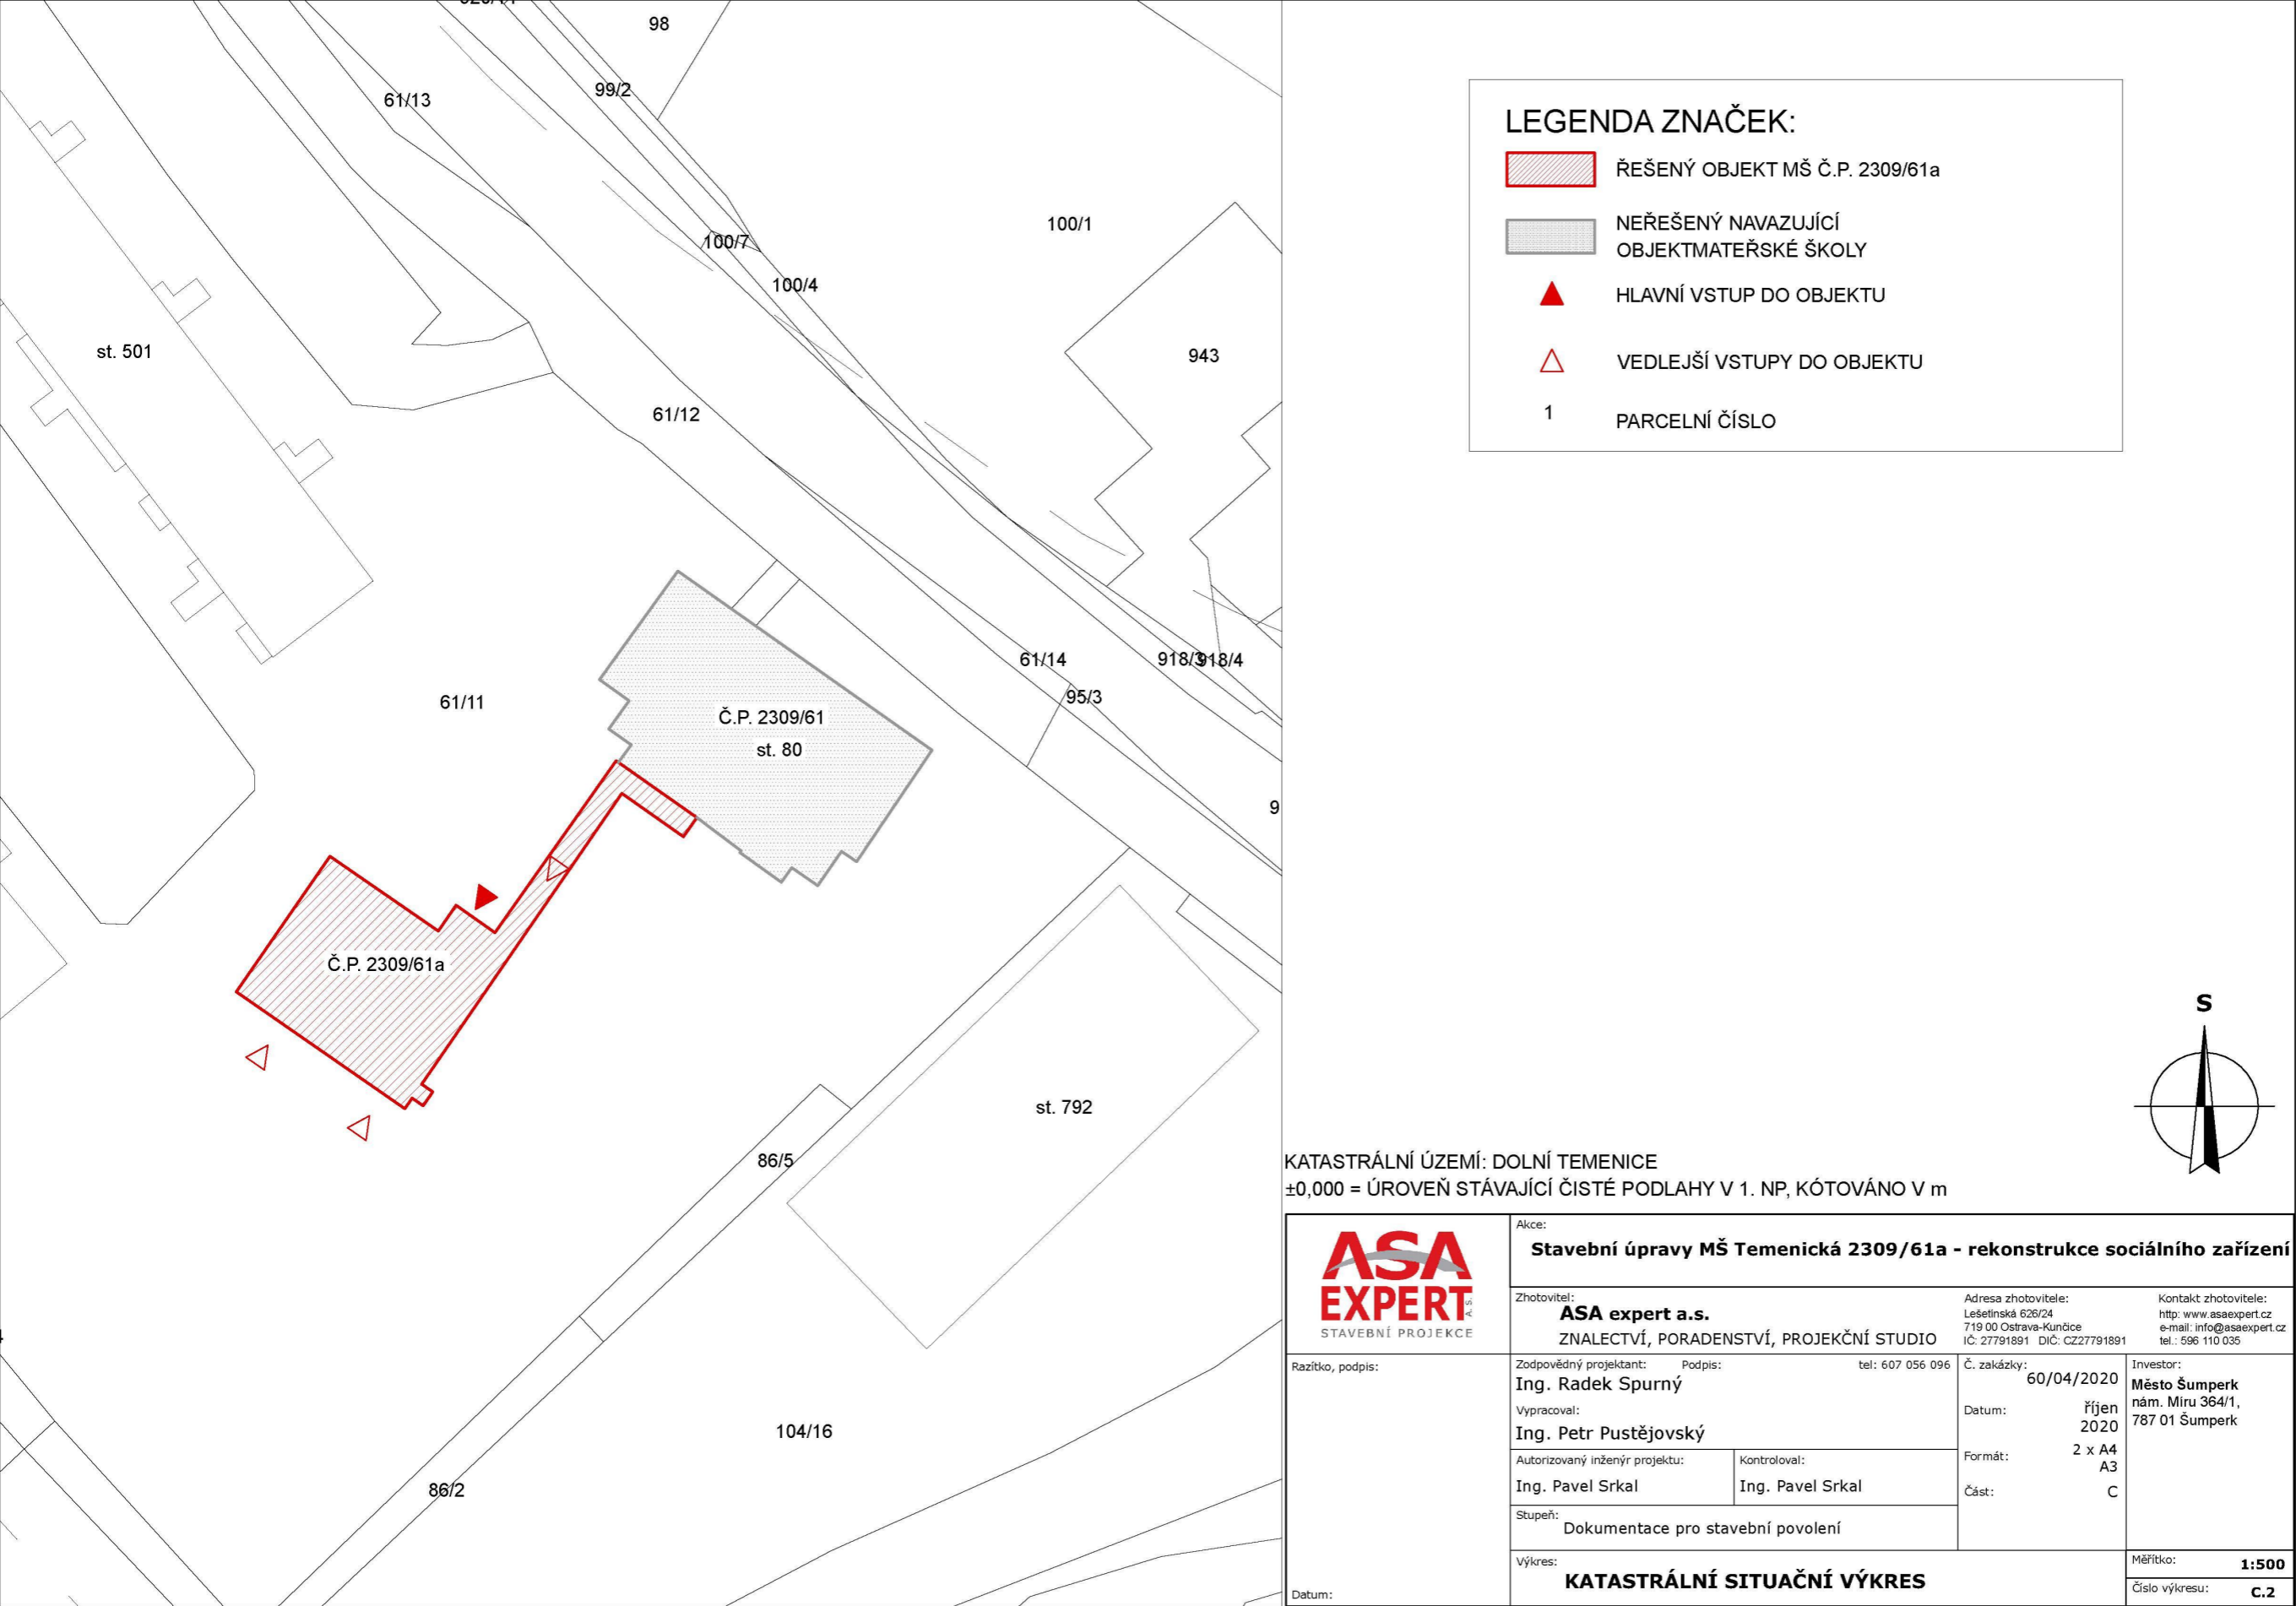 98
61/13
99/2
100/1
100/7
100/4
st. 501
943
61/12
61/14
918/3
918/4
95/3
61/11
Č.P. 2309/61
st. 80
9
Č.P. 2309/61a
st. 792
86/5
104/16
86/2
LEGENDA ZNAČEK:
ŘEŠENÝ OBJEKT MŠ Č.P. 2309/61a
NEŘEŠENÝ NAVAZUJÍCÍ
OBJEKTMATEŘSKÉ ŠKOLY
HLAVNÍ VSTUP DO OBJEKTU
VEDLEJŠÍ VSTUPY DO OBJEKTU
1 PARCELNÍ ČÍSLO
S
KATASTRÁLNÍ ÚZEMÍ: DOLNÍ TEMENICE
±0,000 = ÚROVEŇ STÁVAJÍCÍ ČISTÉ PODLAHY V 1. NP, KÓTOVÁNO V m
ASA
EXPERT A.S.
STAVEBNÍ PROJEKCE
Akce:
Stavební úpravy MŠ Temenická 2309/61a - rekonstrukce sociálního zařízení
Zhotovitel:
ASA expert a.s.
ZNALECTVÍ, PORADENSTVÍ, PROJEKČNÍ STUDIO
Adresa zhotovitele:
Lešetínská 626/24
719 00 Ostrava-Kunčice
IČ: 27791891 DIČ: CZ27791891
Kontakt zhotovitele:
http: www.asaexpert.cz
e-mail: info@asaexpert.cz
tel.: 596 110 035
Razítko, podpis:
Datum:
Zodpovědný projektant: Podpis: tel: 607 056 096
Ing. Radek Spurný
Vypracoval:
Ing. Petr Pustějovský
Autorizovaný inženýr projektu:
Ing. Pavel Srkal
Kontroloval:
Ing. Pavel Srkal
Stupeň:
Dokumentace pro stavební povolení
Č. zakázky:
60/04/2020
Datum: říjen
2020
Formát: 2 x A4
A3
Část: C
Investor:
Město Šumperk
nám. Míru 364/1,
787 01 Šumperk
Výkres:
KATASTRÁLNÍ SITUAČNÍ VÝKRES
Měřítko: 1:500
Číslo výkresu: C.2